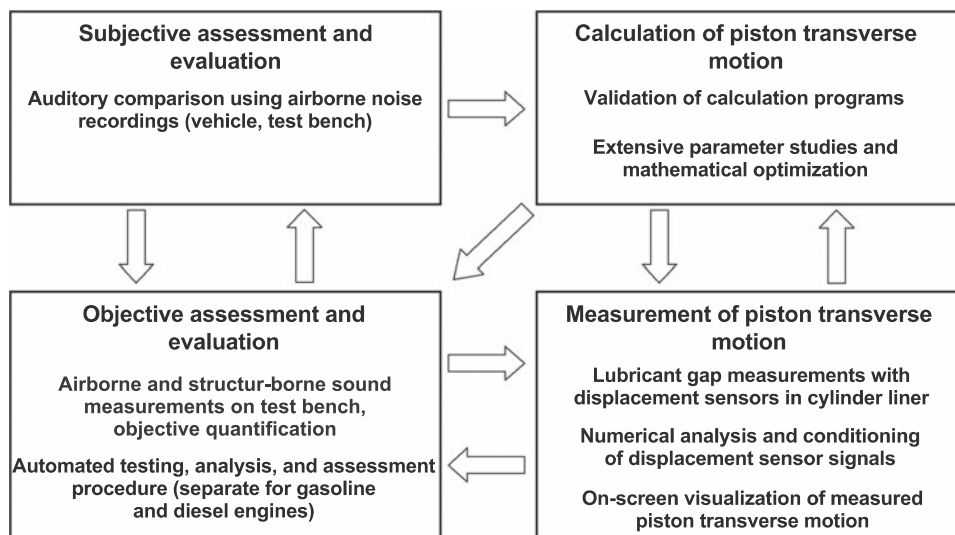 Subjective assessment and
evaluation
Auditory comparison using airborne noise
recordings (vehicle, test bench)
Calculation of piston transverse
motion
Validation of calculation programs
Extensive parameter studies and
mathematical optimization
Objective assessment and
evaluation
Airborne and structur-borne sound
measurements on test bench,
objective quantification
Automated testing, analysis, and assessment
procedure (separate for gasoline
and diesel engines)
Measurement of piston transverse
motion
Lubricant gap measurements with
displacement sensors in cylinder liner
Numerical analysis and conditioning
of displacement sensor signals
On-screen visualization of measured
piston transverse motion